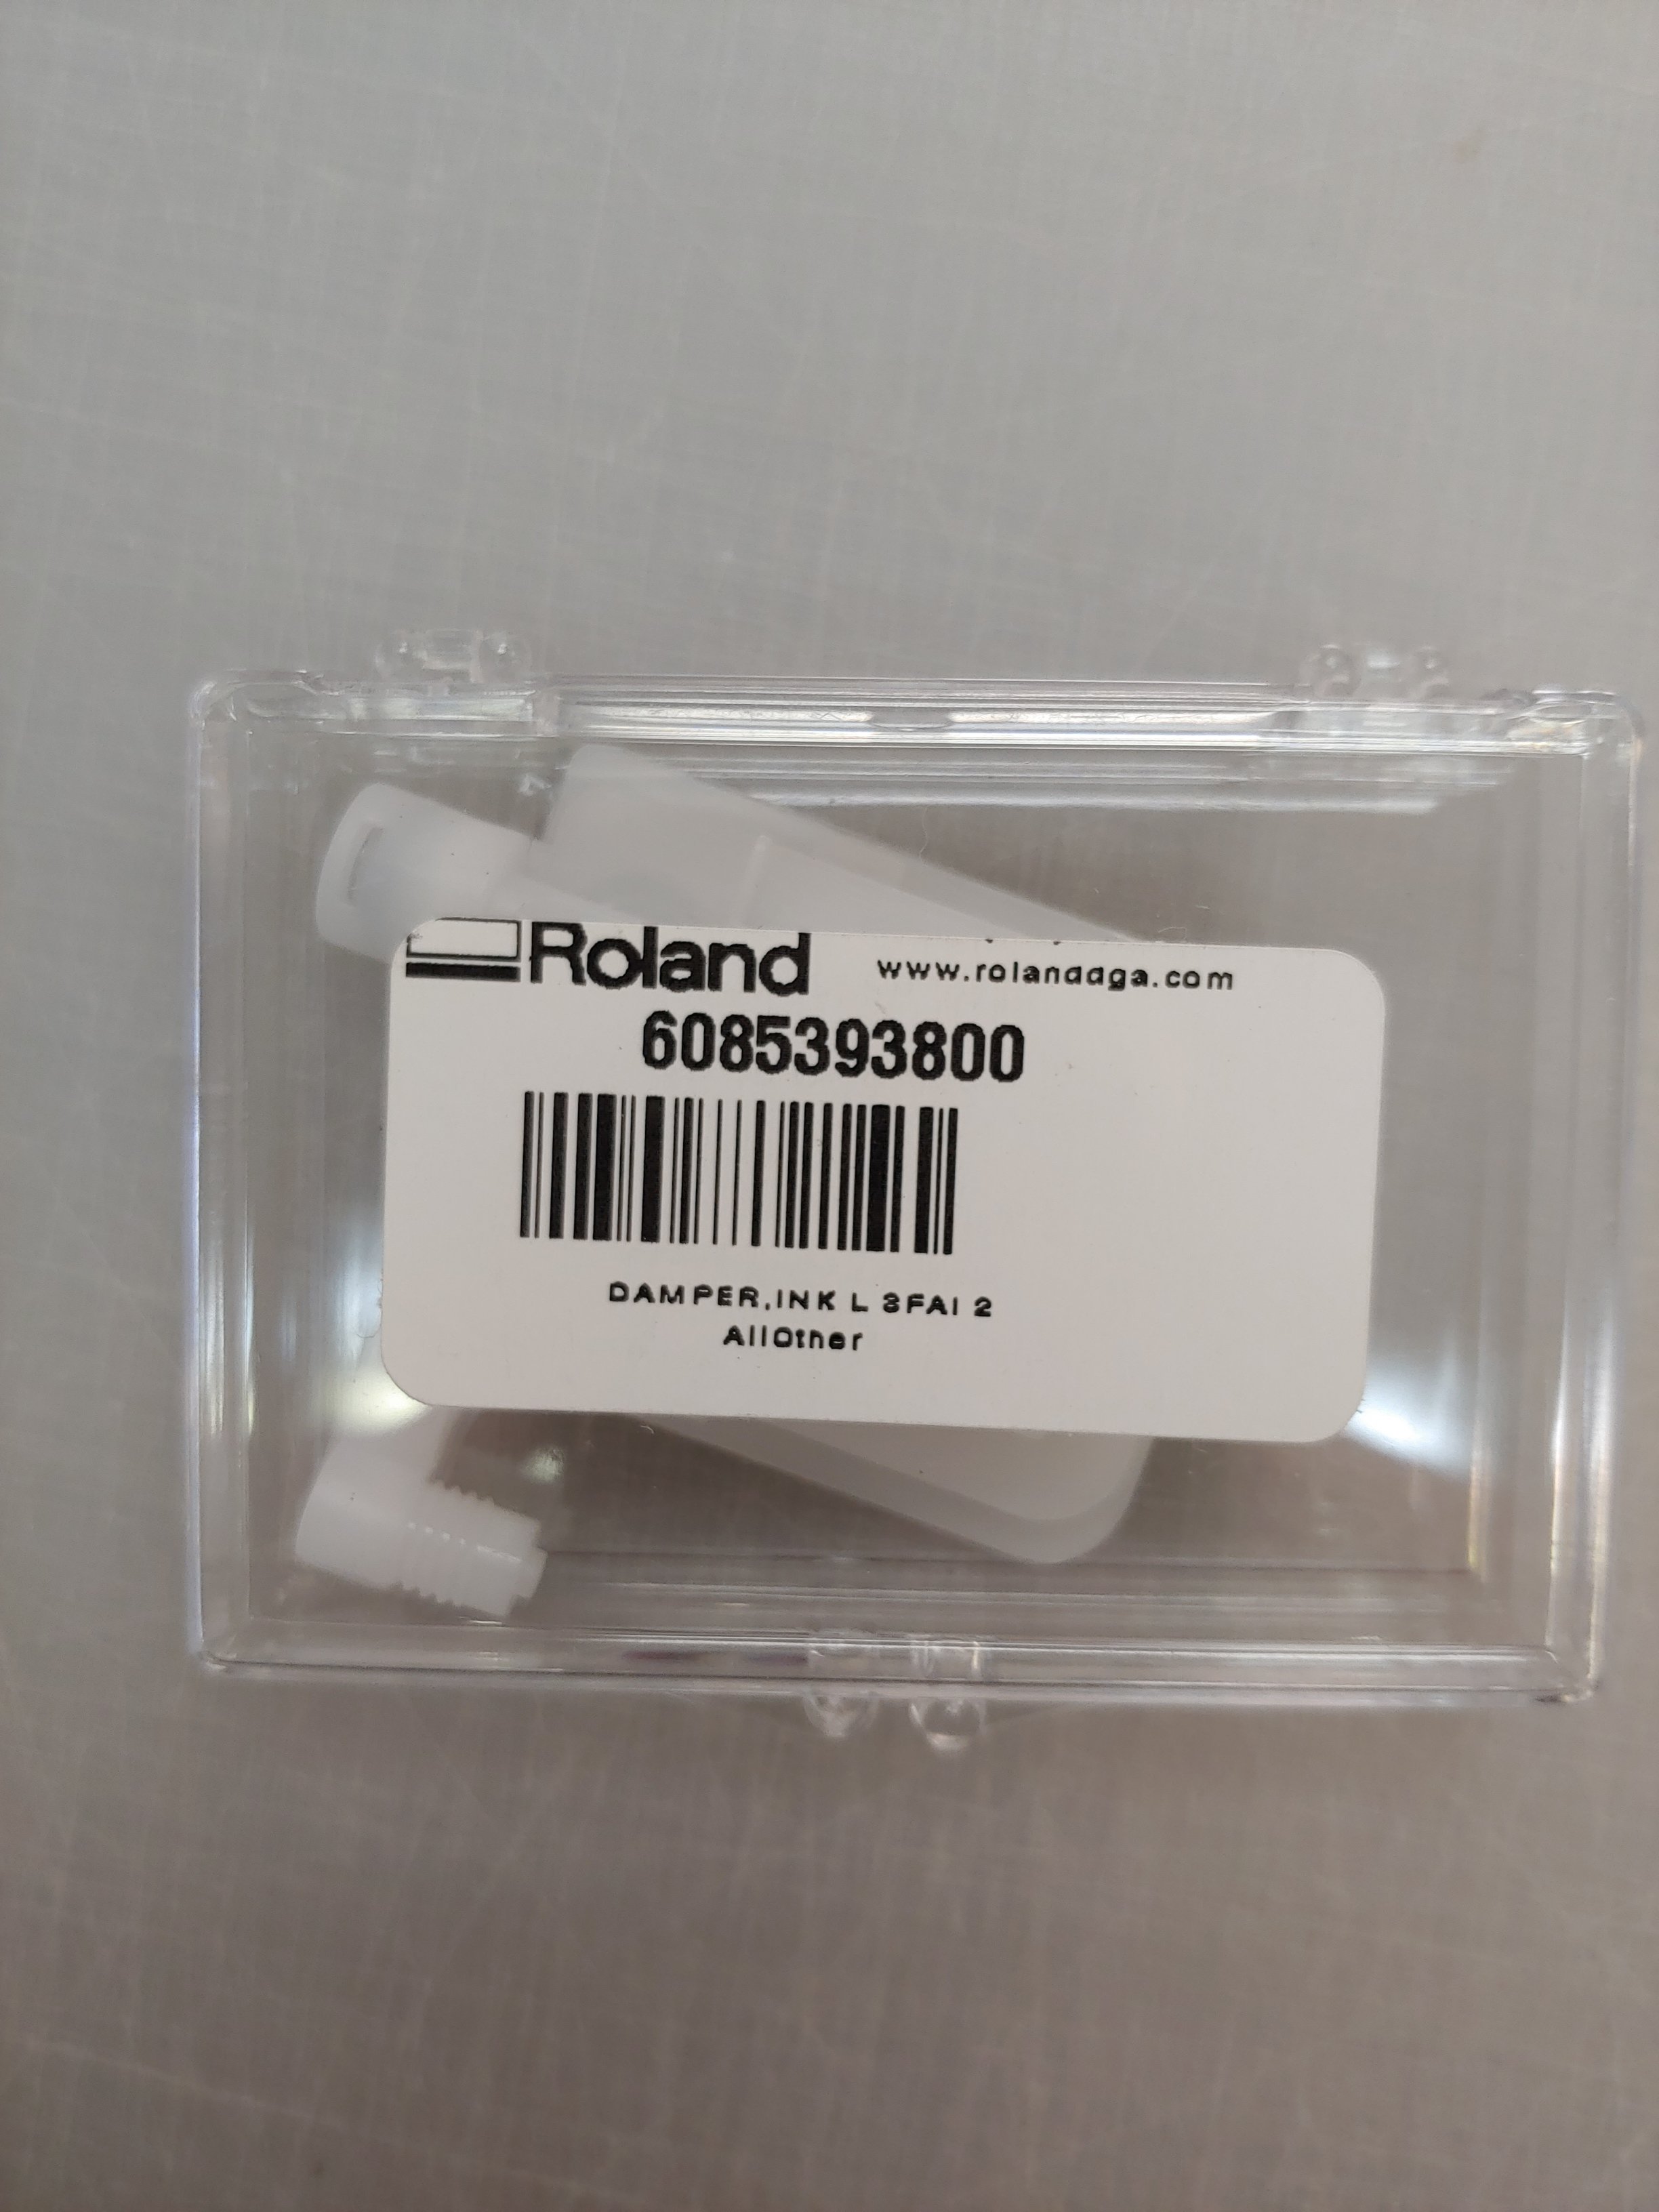 Roland www.rolanddga.com
6085393800
DAMPER,INK L 3FAI 2
AllOther